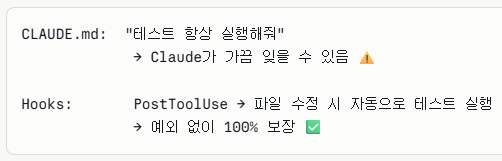 CLAUDE.md: "테스트 항상 실행해줘"
→ Claude가 가끔 잊을 수 있음 ⚠️
Hooks: PostToolUse → 파일 수정 시 자동으로 테스트 실행
→ 예외 없이 100% 보장 ✅